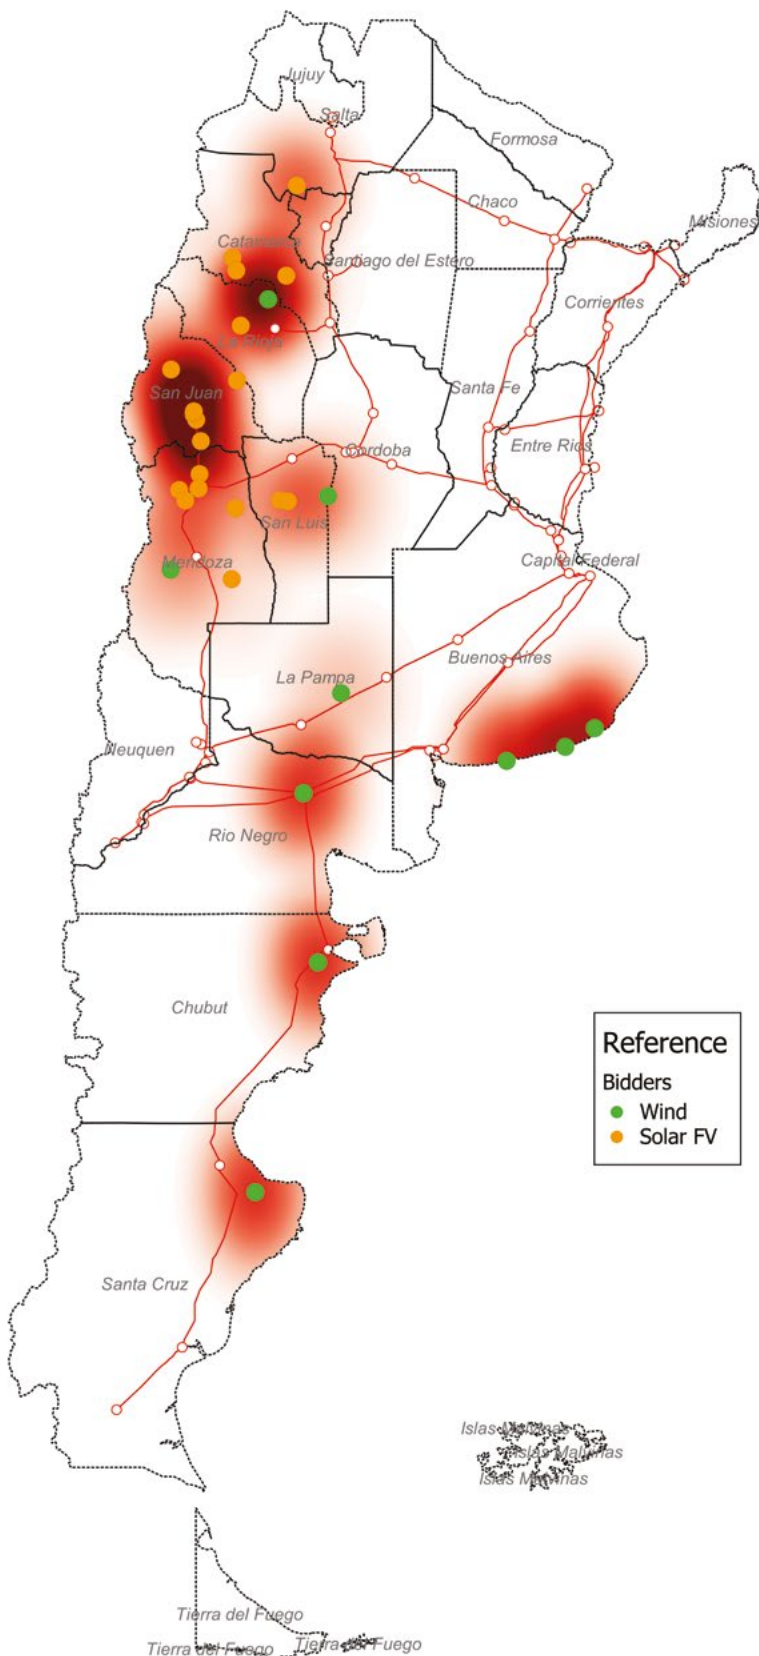 Jujuy
Salta
Formosa
Chaco
Misiones
Catamarca
Santiago del Estero
Corrientes
La Rioja
San Juan
Santa Fe
Cordoba
Entre Rios
San Luis
Mendoza
Capital Federal
Buenos Aires
La Pampa
Neuquen
Rio Negro
Chubut
Reference
Bidders
Wind
Solar FV
Santa Cruz
Islas Malvinas
Islas Malvinas
Islas Malvinas
Tierra del Fuego
Tierra del Fuego
Tierra del Fuego